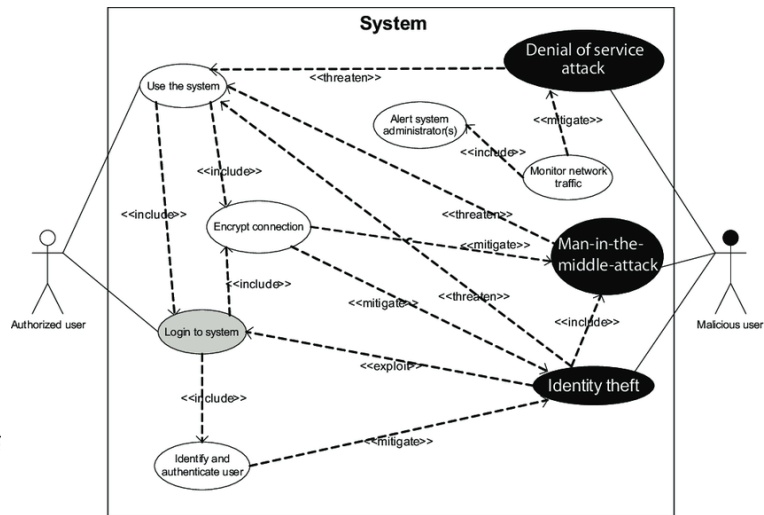 System
Denial of service
attack
<<threaten>>
Use the system
Alert system
administrator(s)
<<mitigate>>
<<include>>
Monitor network
traffic
<<include>>
<<include>>
<<threaten>>
Encrypt connection
<<mitigate>>
Man-in-the-
middle-attack
<<include>>
<<mitigate>>
<<threaten>>
<<include>>
Authorized user
Malicious user
Login to system
<<exploit>>
Identity theft
<<include>>
<<mitigate>>
Identify and
authenticate user